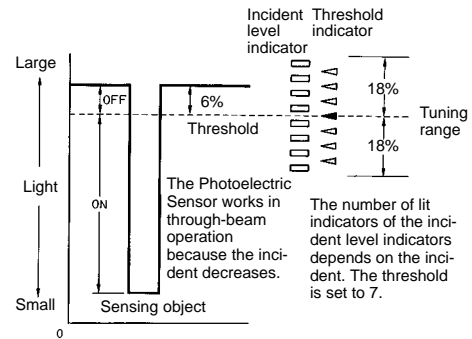 Incident
level
indicator
Threshold
indicator
Large
OFF
6%
18%
Threshold
Tuning
range
18%
Light
ON
The Photoelectric
Sensor works in
through-beam
operation
because the inci-
dent decreases.
The number of lit
indicators of the inci-
dent level indicators
depends on the inci-
dent. The threshold
is set to 7.
Small
Sensing object
0